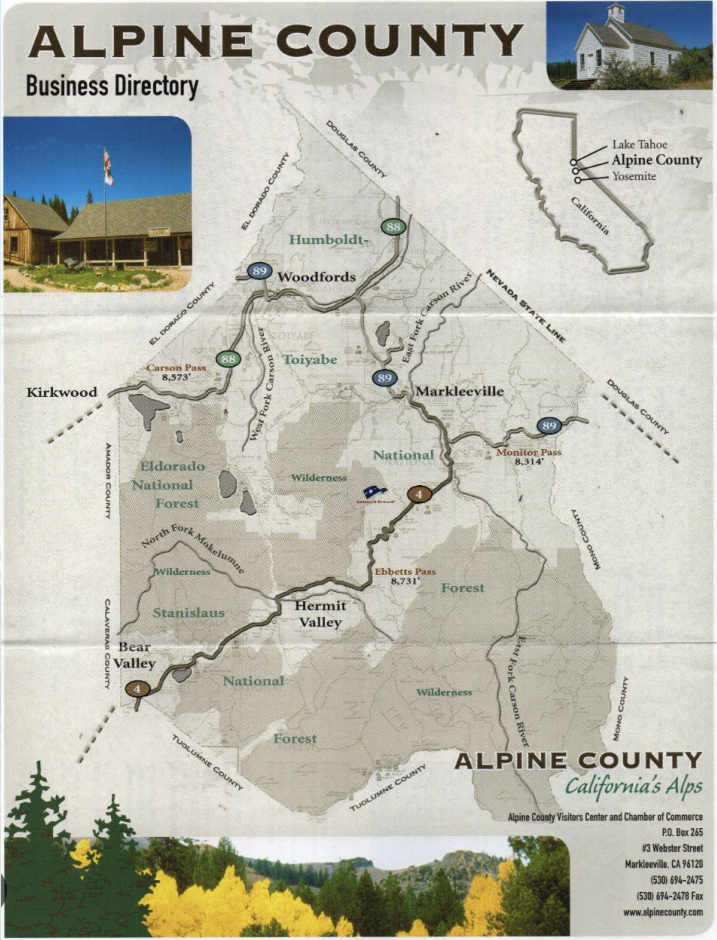 ALPINE COUNTY
Business Directory
DOUGLAS COUNTY
EL DORADO COUNTY
Lake Tahoe
Alpine County
Yosemite
California
88
Humboldt-
89
Woodfords
NEVADA STATE LINE
EL DORADO COUNTY
East Fork Carson River
West Fork Carson River
TOIYABE
88
Toiyabe
Carson Pass
8,573'
89
Kirkwood
Markleeville
DOUGLAS COUNTY
89
Monitor Pass
8,314'
AMADOR COUNTY
Eldorado
National
Forest
National
Wilderness
4
MONO COUNTY
North Fork Mokelumne
Wilderness
Ebbetts Pass
8,731'
Forest
Stanislaus
Hermit
Valley
CALAVERAS COUNTY
Bear
Valley
East Fork Carson River
National
Wilderness
4
MONO COUNTY
Forest
TUOLUMNE COUNTY
TUOLUMNE COUNTY
ALPINE COUNTY
California's Alps
Alpine County Visitors Center and Chamber of Commerce
P.O. Box 265
#3 Webster Street
Markleeville, CA 96120
(530) 694-2475
(530) 694-2478 Fax
www.alpinecounty.com